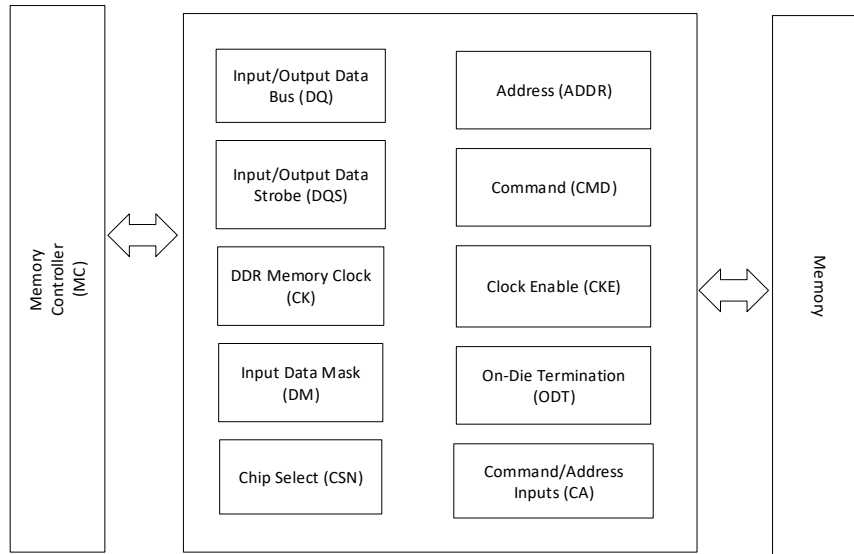 Memory
Controller
(MC)
Input/Output Data
Bus (DQ)
Input/Output Data
Strobe (DQS)
DDR Memory Clock
(CK)
Input Data Mask
(DM)
Chip Select (CSN)
Address (ADDR)
Command (CMD)
Clock Enable (CKE)
On-Die Termination
(ODT)
Command/Address
Inputs (CA)
Memory